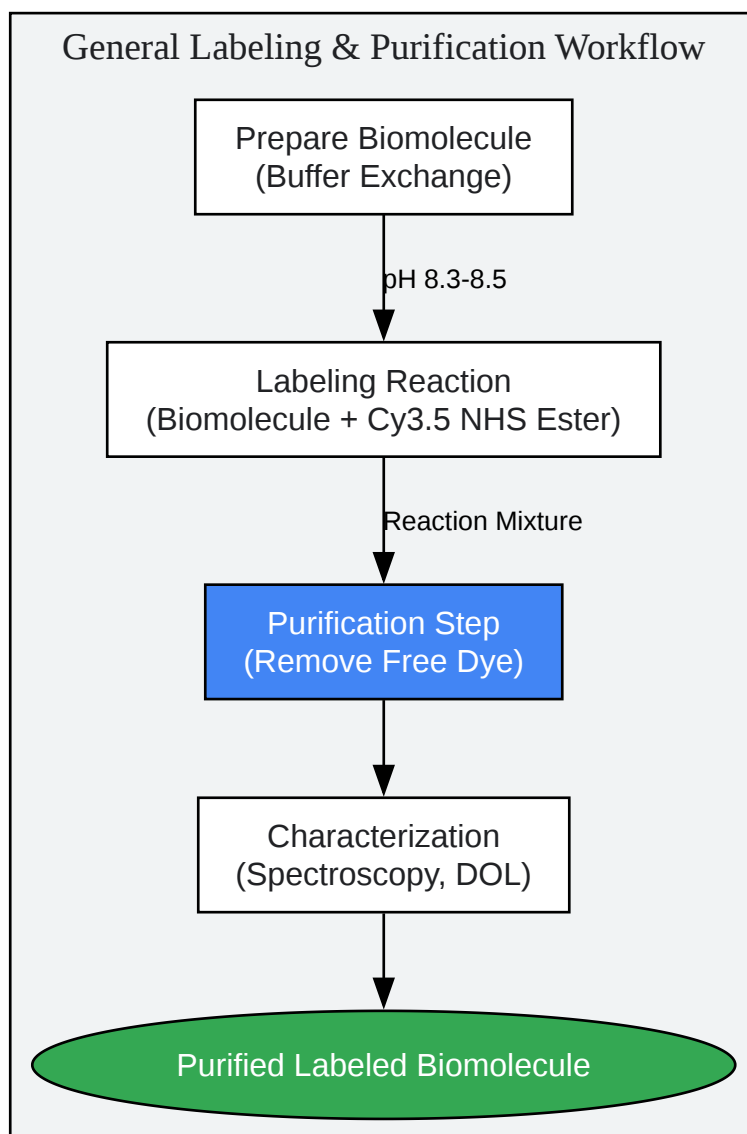 General Labeling & Purification Workflow
Prepare Biomolecule
(Buffer Exchange)
pH 8.3-8.5
Labeling Reaction
(Biomolecule + Cy3.5 NHS Ester)
Reaction Mixture
Purification Step
(Remove Free Dye)
Characterization
(Spectroscopy, DOL)
Purified Labeled Biomolecule